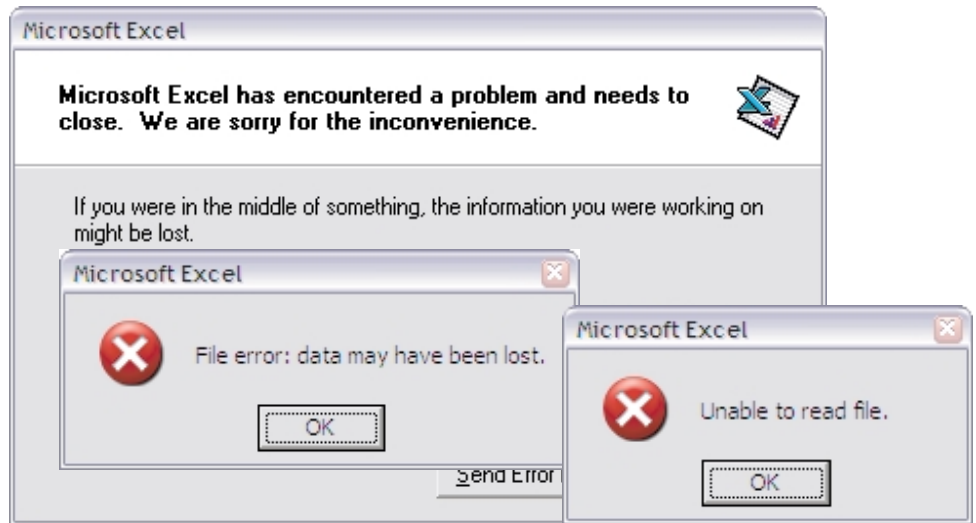 Microsoft Excel
Microsoft Excel has encountered a problem and needs to
close. We are sorry for the inconvenience.
If you were in the middle of something, the information you were working on
might be lost.
Microsoft Excel
File error: data may have been lost.
OK
Microsoft Excel
Unable to read file.
OK
Send Error